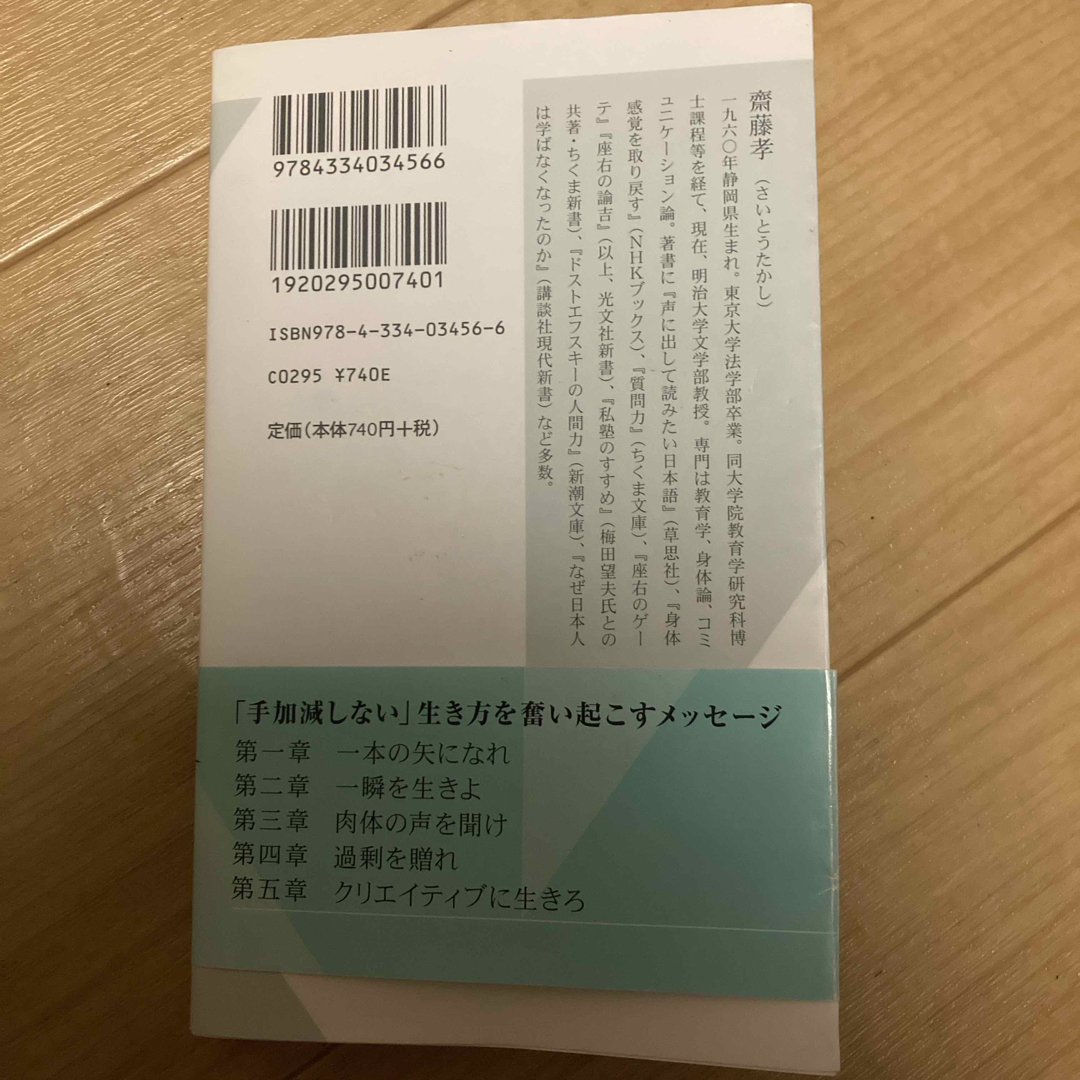 9784334034566
1920295007401
ISBN978-4-334-03456-6
C0295 ¥740E
定価(本体740円+税)
齋藤孝(さいとうたかし)
一九六〇年静岡県生まれ。東京大学法学部卒業。同大学院教育学研究科博
士課程等を経て、現在、明治大学文学部教授。専門は教育学、身体論、コミ
ュニケーション論。著書に『声に出して読みたい日本語』(草思社)、『身体
感覚を取り戻す』(NHKブックス)、『質問力』(ちくま文庫)、『座右のゲー
テ』『座右の諭吉』(以上、光文社新書)、『私塾のすすめ』(梅田望夫氏との
共著・ちくま新書)、『ドストエフスキーの人間力』(新潮文庫)、『なぜ日本人
は学ばなくなったのか』(講談社現代新書)など多数。
「手加減しない」生き方を奮い起こすメッセージ
第一章 一本の矢になれ
第二章 一瞬を生きよ
第三章 肉体の声を聞け
第四章 過剰を贈れ
第五章 クリエイティブに生きろ